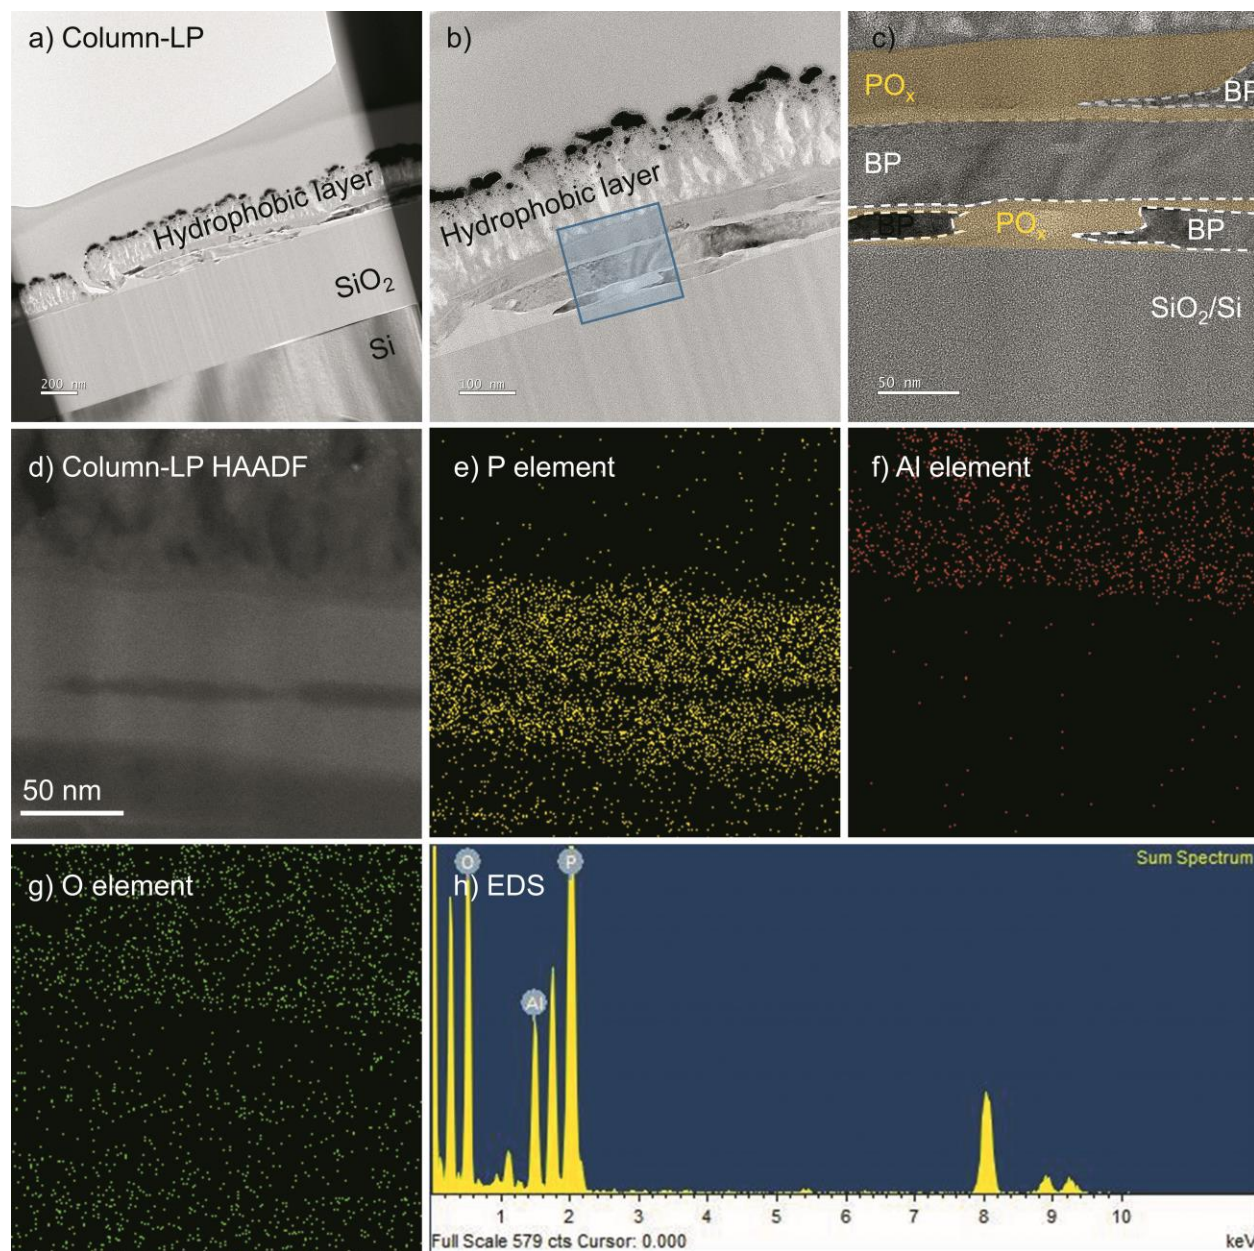 a) Column-LP
Hydrophobic layer
SiO₂
Si
200 nm
b)
Hydrophobic layer
100 nm
c)
POₓ
BP
BP
BP
POₓ
BP
SiO₂/Si
50 nm
d) Column-LP HAADF
50 nm
e) P element
f) Al element
g) O element
h) EDS
Sum Spectrum
O
P
Al
1 2 3 4 5 6 7 8 9 10
Full Scale 579 cts Cursor: 0.000
keV